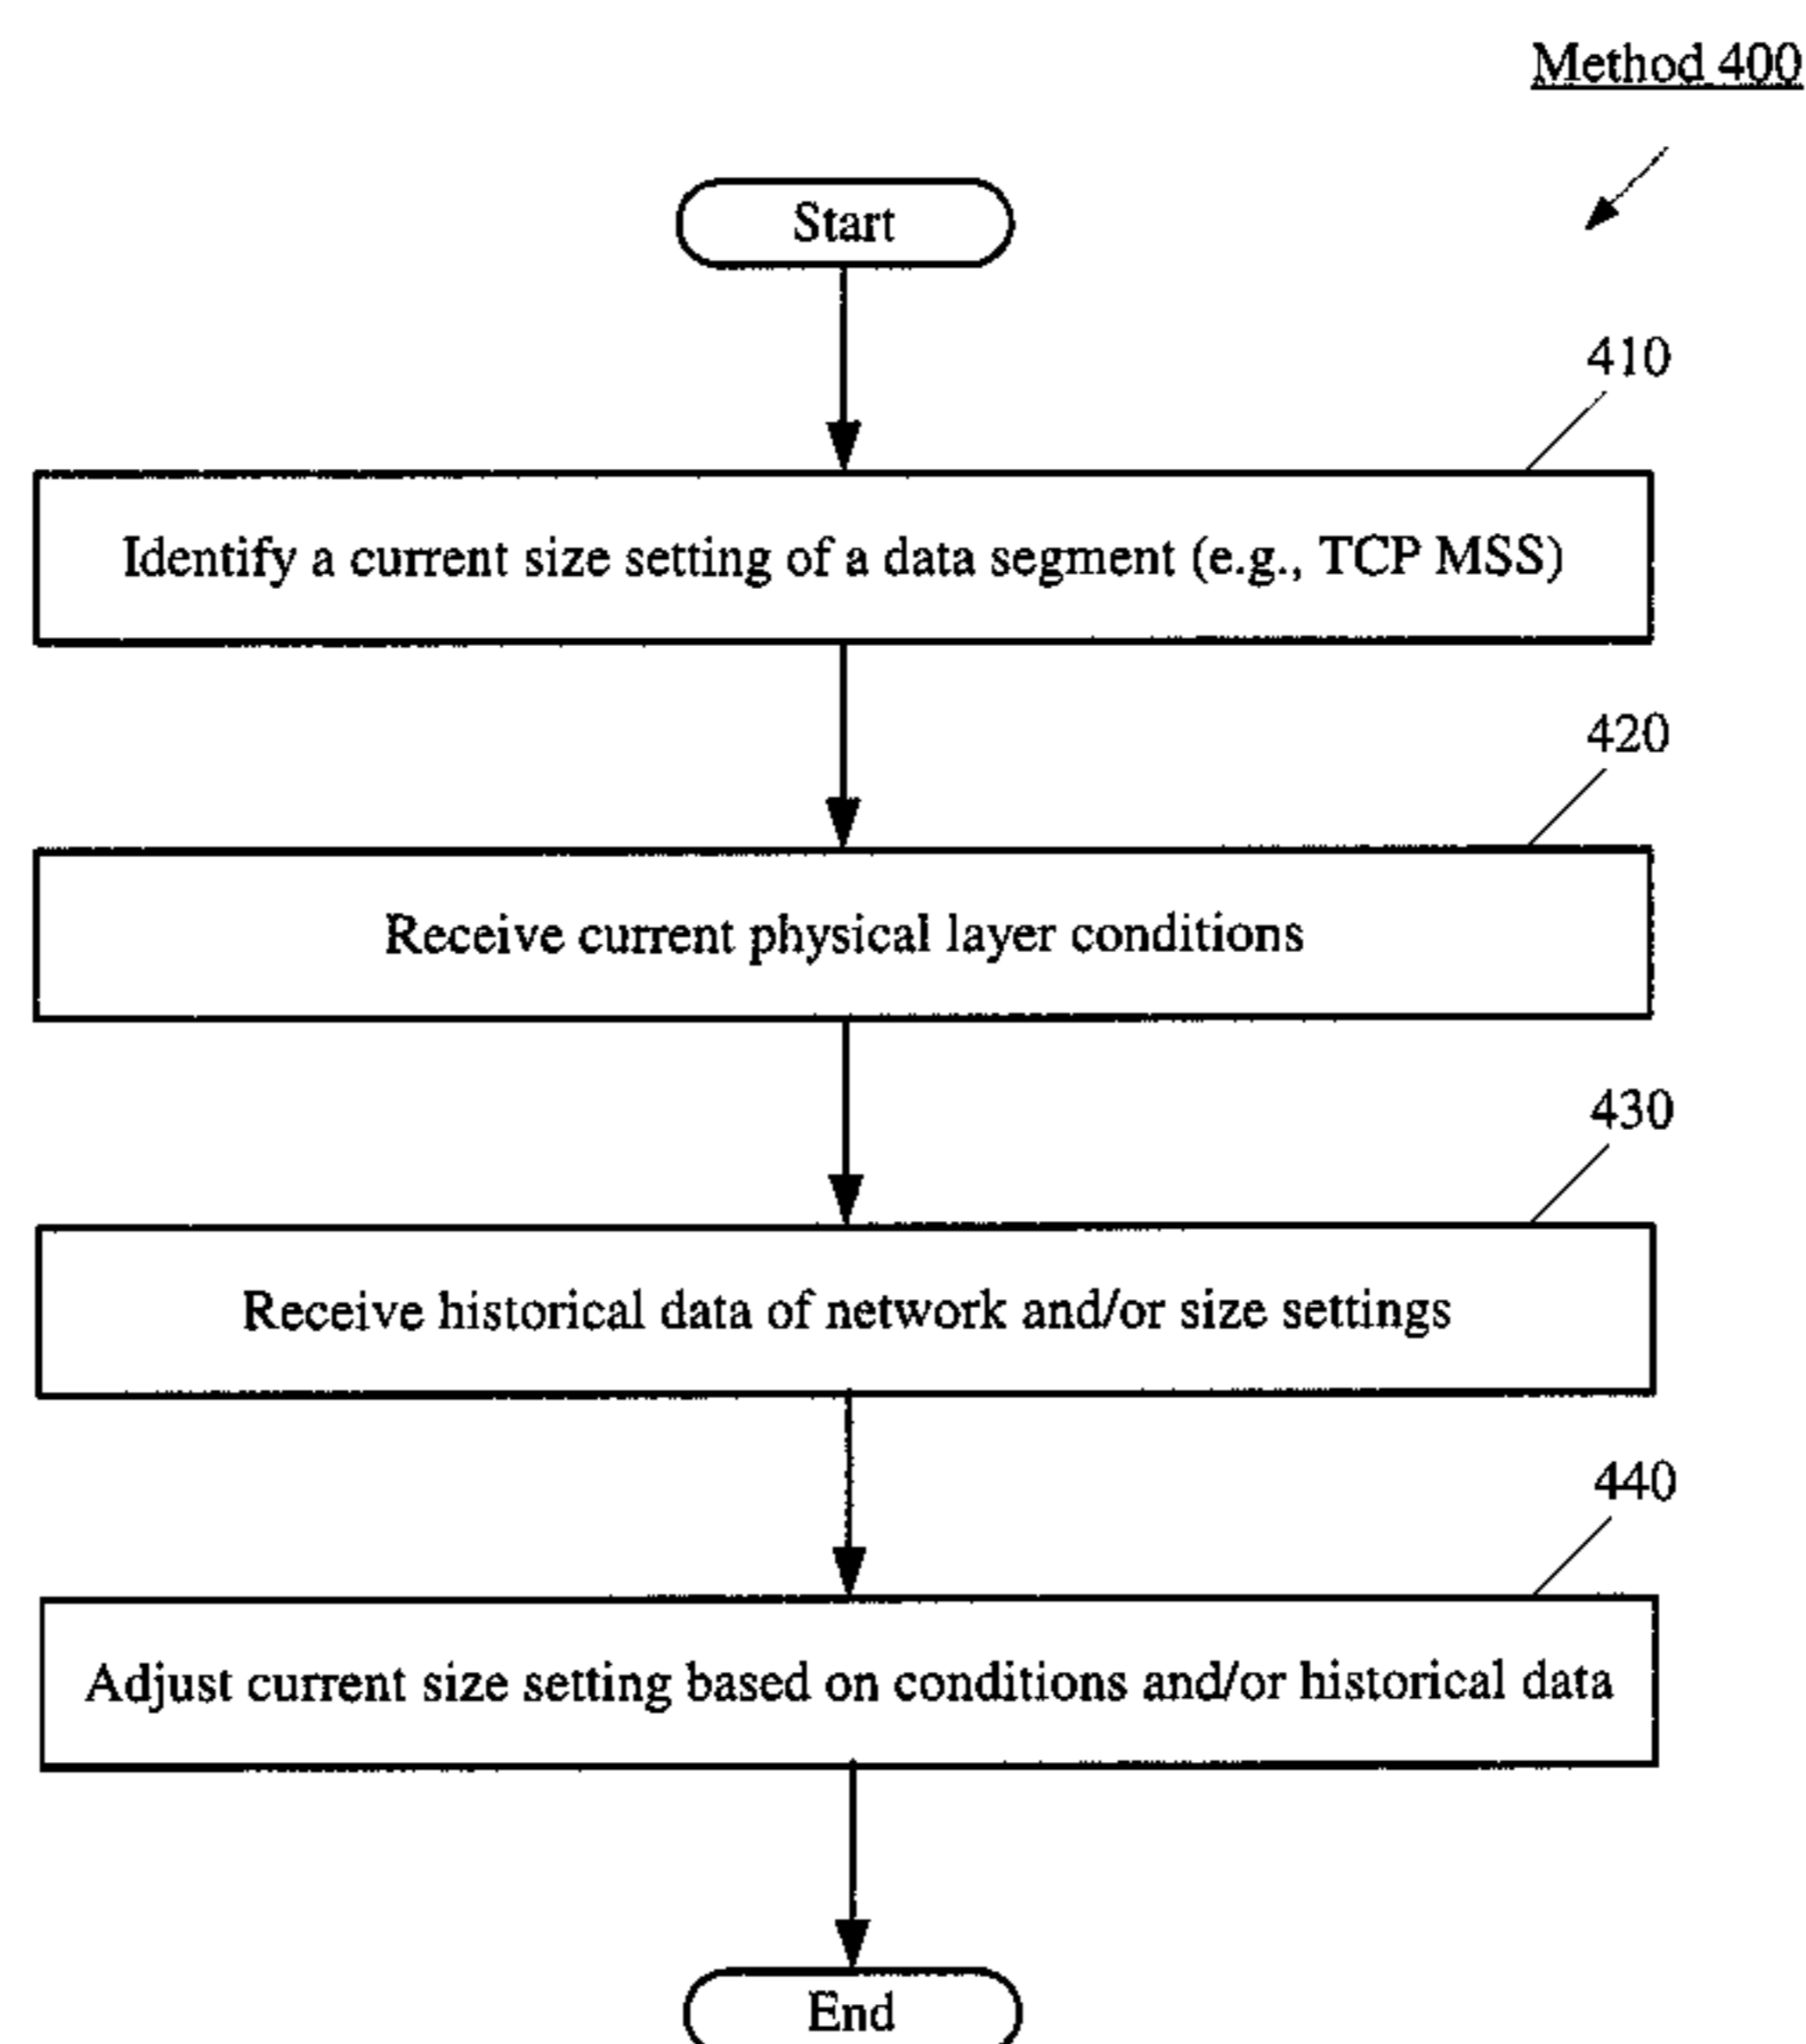 Method 400
Start
410
Identify a current size setting of a data segment (e.g., TCP MSS)
420
Receive current physical layer conditions
430
Receive historical data of network and/or size settings
440
Adjust current size setting based on conditions and/or historical data
End